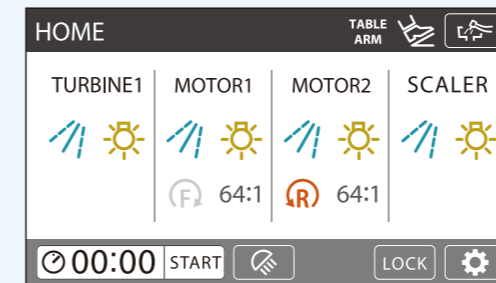 HOME
TABLE
ARM
TURBINE1 MOTOR1 MOTOR2 SCALER
F 64:1 R 64:1
00:00 START LOCK